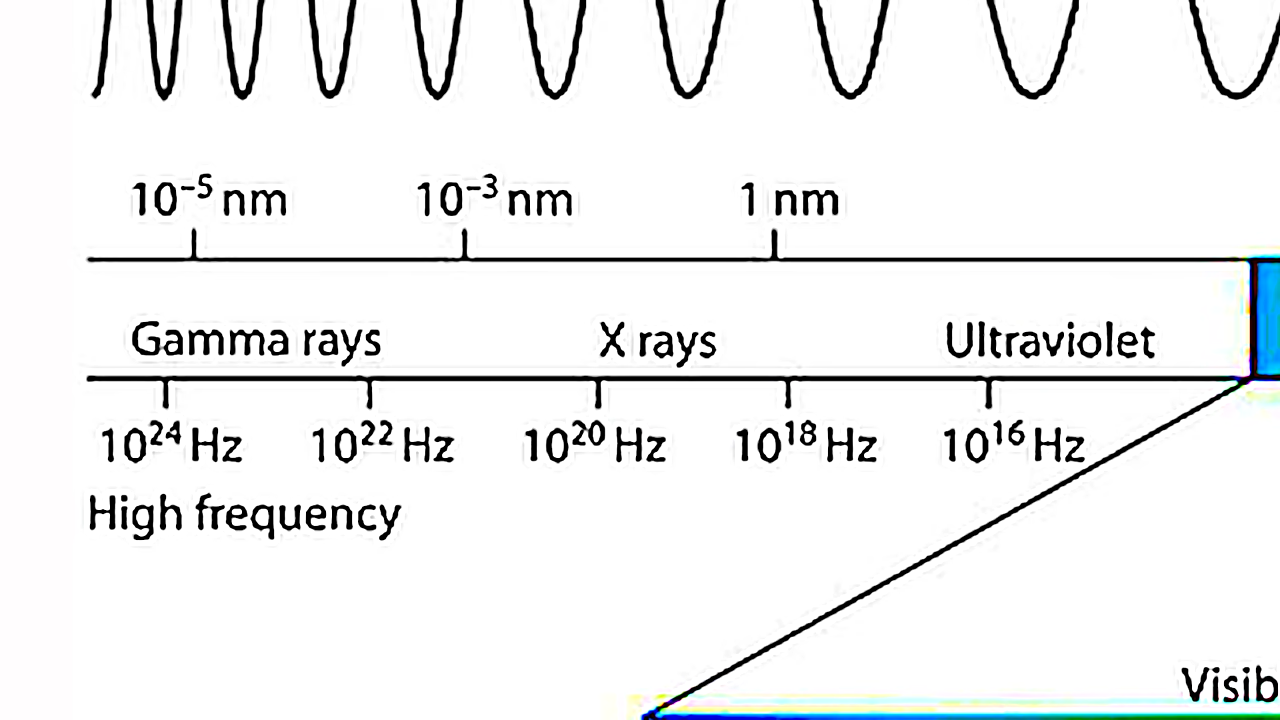 10⁻⁵ nm 10⁻³ nm 1 nm
Gamma rays X rays Ultraviolet
10²⁴ Hz 10²² Hz 10²⁰ Hz 10¹⁸ Hz 10¹⁶ Hz
High frequency
Visib